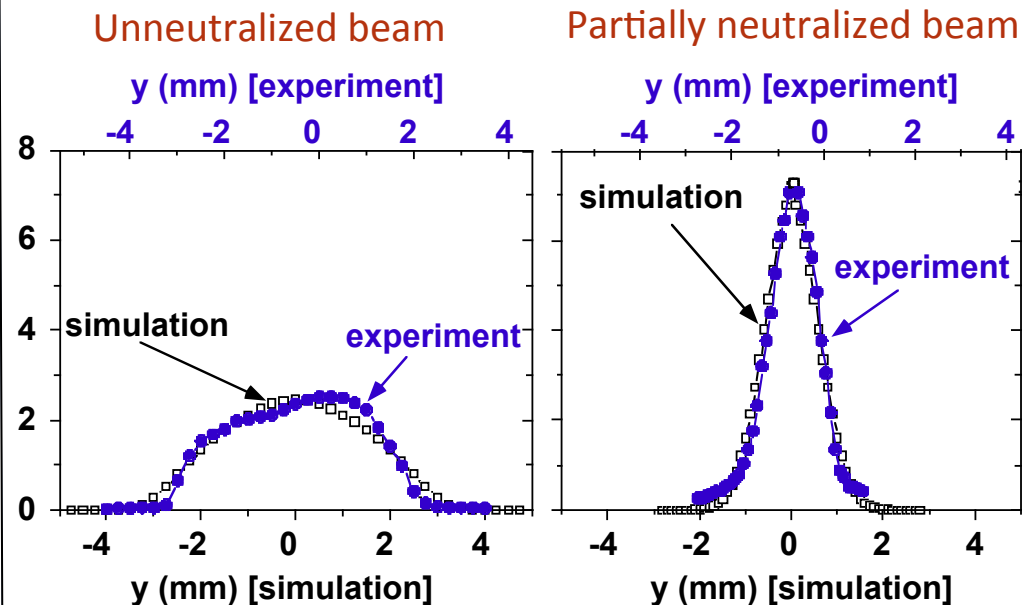 Unneutralized beam
y (mm) [experiment]
-4 -2 0 2 4
8
6
4
2
0
simulation
experiment
-4 -2 0 2 4
y (mm) [simulation]
Partially neutralized beam
y (mm) [experiment]
-4 -2 0 2 4
simulation
experiment
-4 -2 0 2 4
y (mm) [simulation]